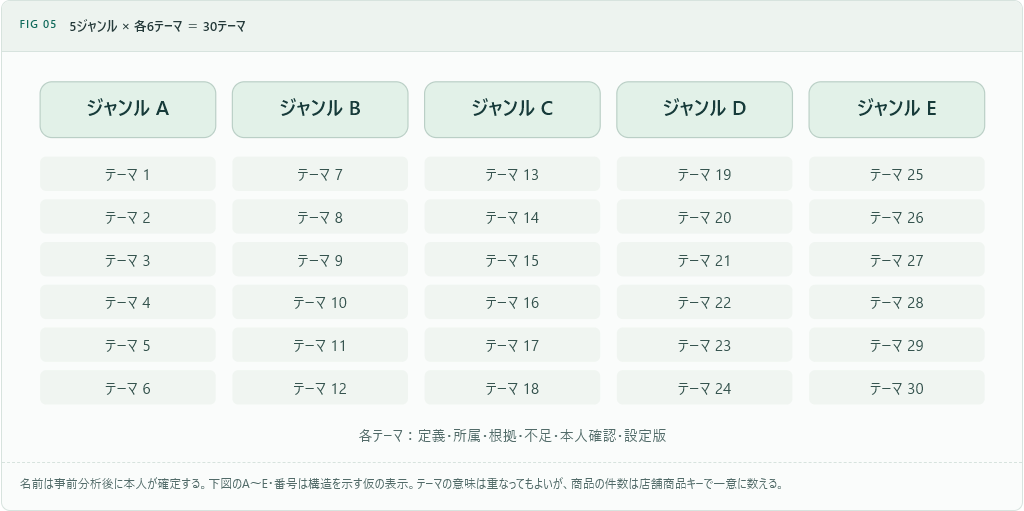 FIG 05 5ジャンル × 各6テーマ = 30テーマ
ジャンル A ジャンル B ジャンル C ジャンル D ジャンル E
テーマ 1 テーマ 7 テーマ 13 テーマ 19 テーマ 25
テーマ 2 テーマ 8 テーマ 14 テーマ 20 テーマ 26
テーマ 3 テーマ 9 テーマ 15 テーマ 21 テーマ 27
テーマ 4 テーマ 10 テーマ 16 テーマ 22 テーマ 28
テーマ 5 テーマ 11 テーマ 17 テーマ 23 テーマ 29
テーマ 6 テーマ 12 テーマ 18 テーマ 24 テーマ 30
各テーマ：定義・所属・根拠・不足・本人確認・設定版
名前は事前分析後に本人が確定する。下図のA〜E・番号は構造を示す仮の表示。テーマの意味は重なってもよいが、商品の件数は店舗商品キーで一意に数える。